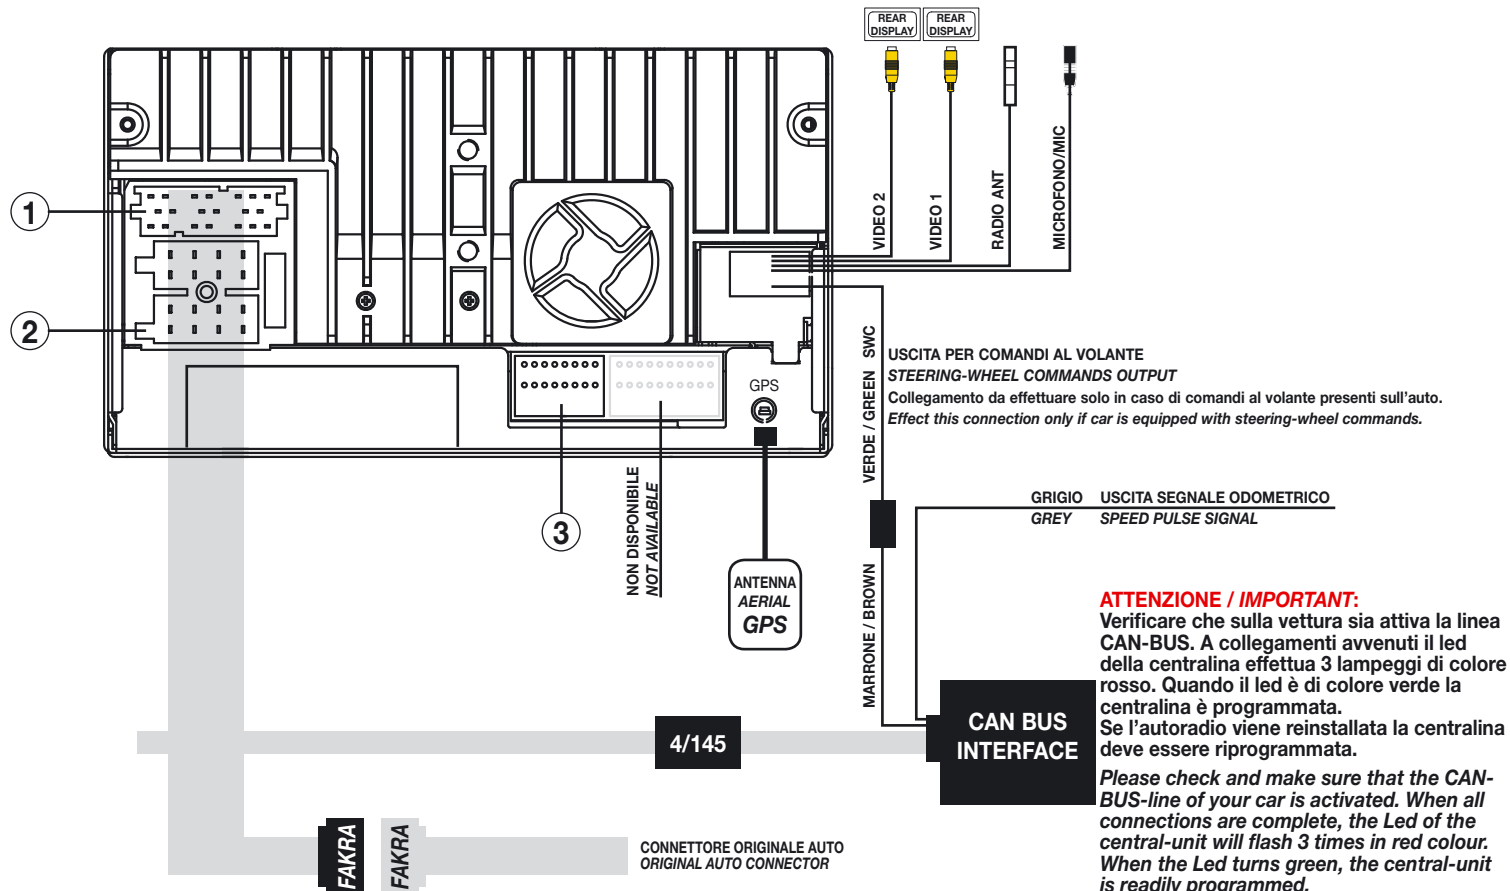 REAR
DISPLAY
REAR
DISPLAY
VIDEO 2
VIDEO 1
RADIO ANT
MICROFONO/MIC
1
2
3
GPS
NON DISPONIBILE
NOT AVAILABLE
ANTENNA
AERIAL
GPS
VERDE / GREEN SWC
USCITA PER COMANDI AL VOLANTE
STEERING-WHEEL COMMANDS OUTPUT
Collegamento da effettuare solo in caso di comandi al volante presenti sull'auto.
Effect this connection only if car is equipped with steering-wheel commands.
GRIGIO USCITA SEGNALE ODOMETRICO
GREY SPEED PULSE SIGNAL
MARRONE / BROWN
CAN BUS
INTERFACE
4/145
ATTENZIONE / IMPORTANT:
Verificare che sulla vettura sia attiva la linea
CAN-BUS. A collegamenti avvenuti il led
della centralina effettua 3 lampeggi di colore
rosso. Quando il led è di colore verde la
centralina è programmata.
Se l'autoradio viene reinstallata la centralina
deve essere riprogrammata.
Please check and make sure that the CAN-
BUS-line of your car is activated. When all
connections are complete, the Led of the
central-unit will flash 3 times in red colour.
When the Led turns green, the central-unit
is readily programmed.
FAKRA
FAKRA
CONNETTORE ORIGINALE AUTO
ORIGINAL AUTO CONNECTOR